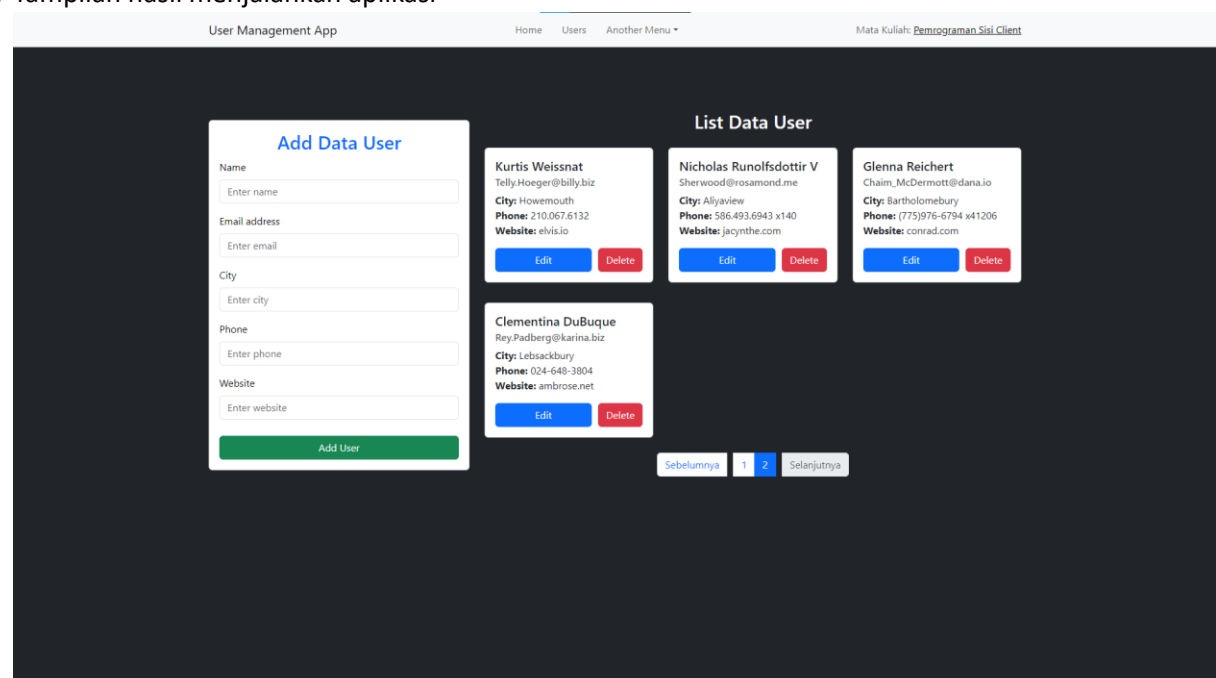 Tampilan hasil menjalankan aplikasi
User Management App
Home Users Another Menu
Mata Kuliah: Pemrograman Sisi Client
Add Data User
Name
Enter name
Email address
Enter email
City
Enter city
Phone
Enter phone
Website
Enter website
Add User
List Data User
Kurtis Weissnat
Telly.Hoeger@billy.biz
City: Howemouth
Phone: 210.067.6132
Website: elvis.io
Edit Delete
Nicholas Runolfsdottir V
Sherwood@rosamond.me
City: Aliyaview
Phone: 586.493.6943 x140
Website: jacynthe.com
Edit Delete
Glenna Reichert
Chaim_McDermott@dana.io
City: Bartholomebury
Phone: (775)976-6794 x41206
Website: conrad.com
Edit Delete
Clementina DuBuque
Rey.Padberg@karina.biz
City: Lebsackbury
Phone: 024-648-3804
Website: ambrose.net
Edit Delete
Sebelumnya 1 2 Selanjutnya